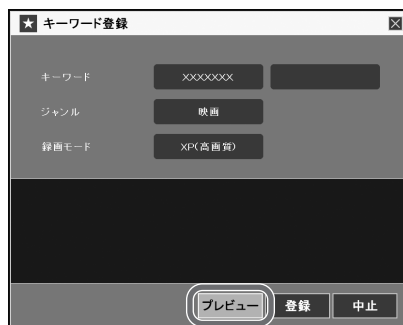 ★ キーワード登録
キーワード XXXXXXX
ジャンル 映画
録画モード XP(高画質)
プレビュー 登録 中止